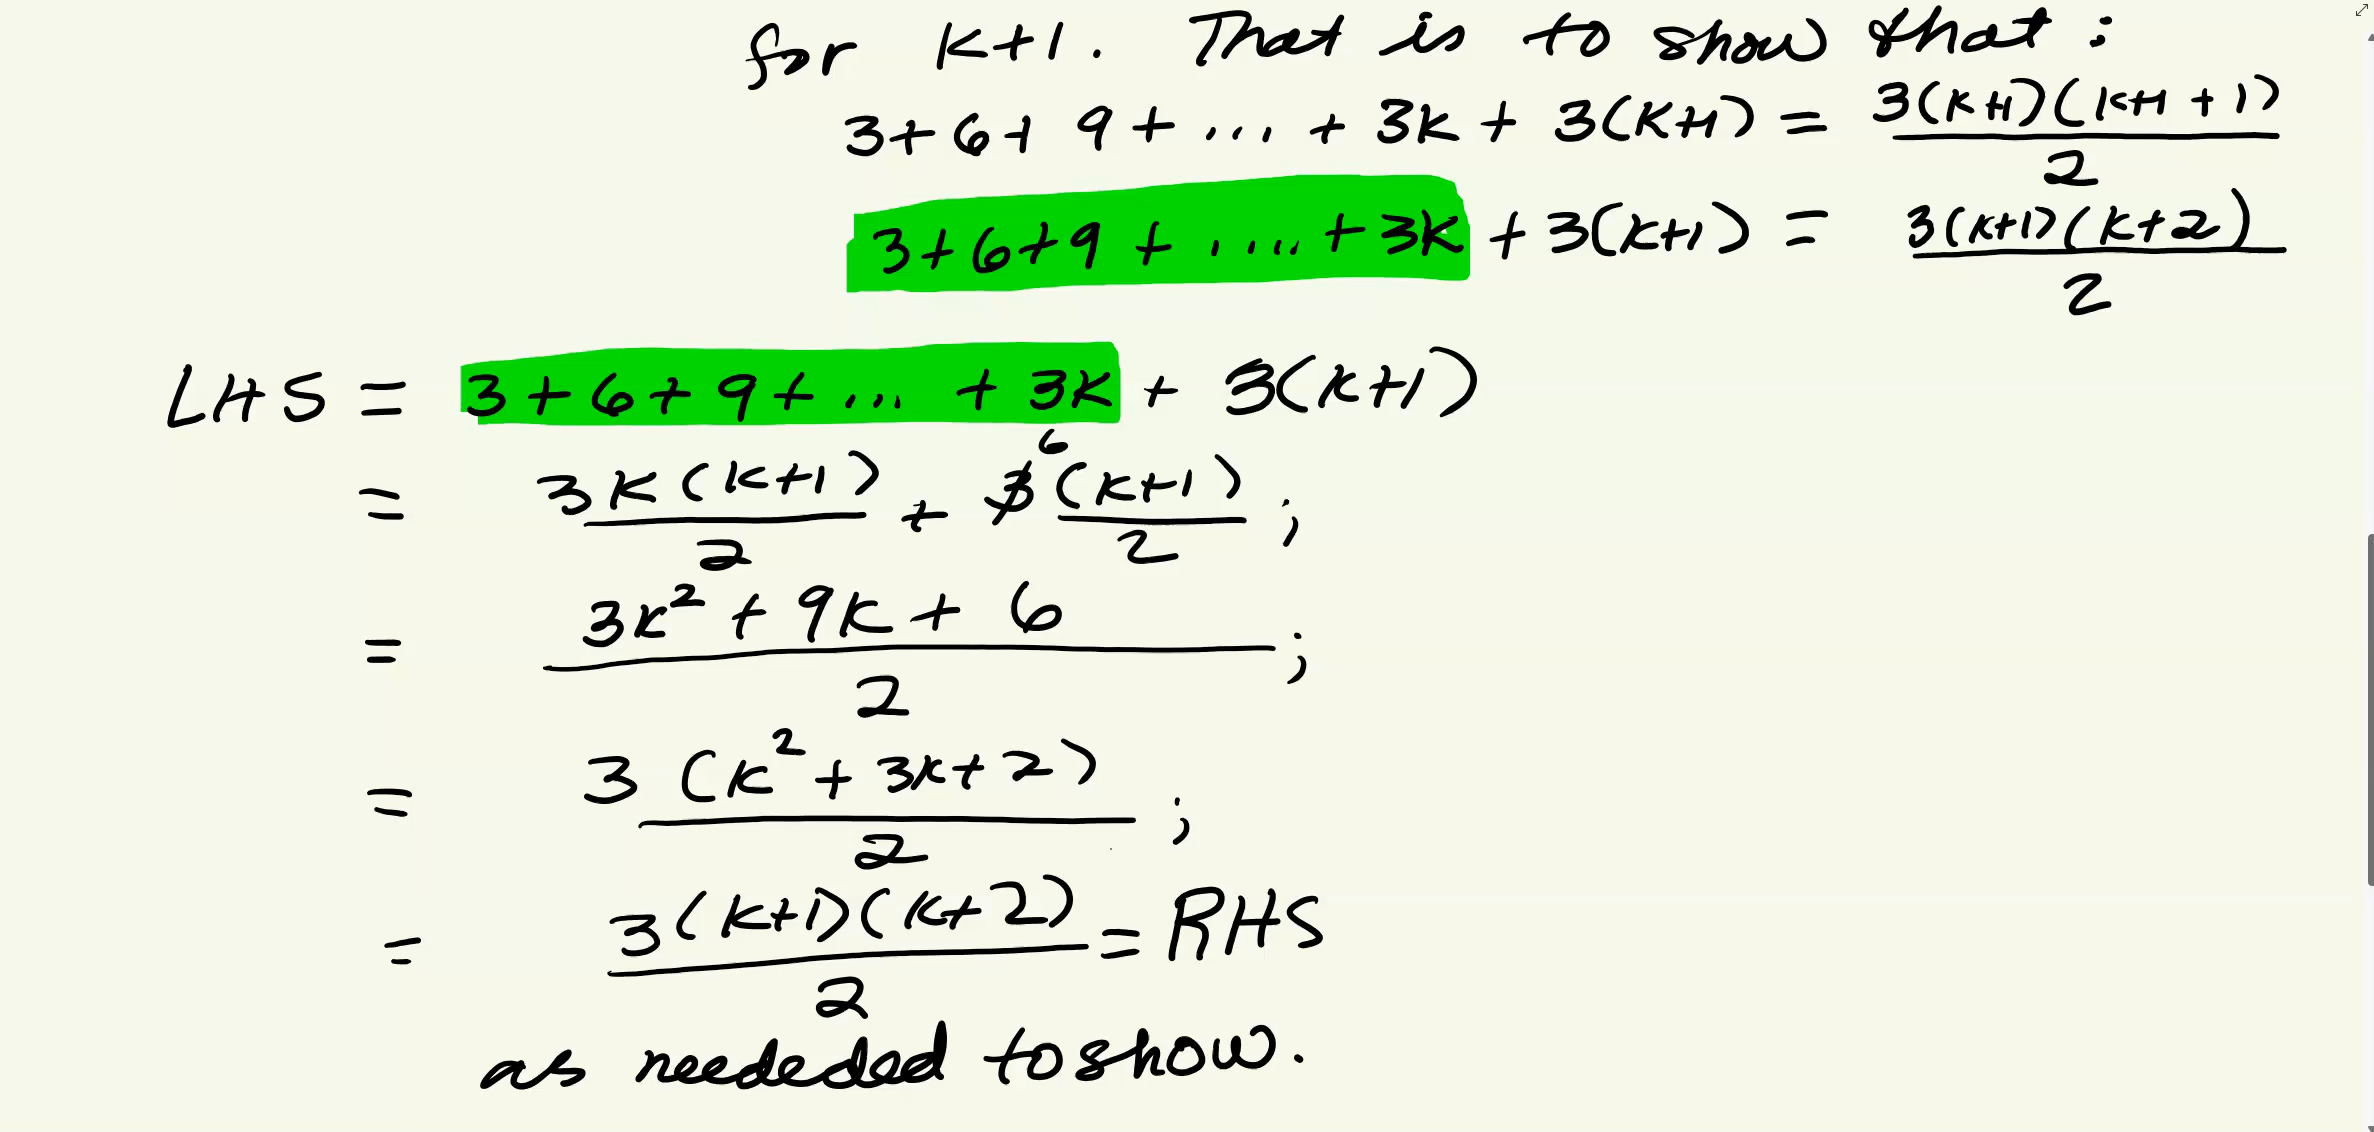 for k+1. That is to show that:
3+6+9+...+3k+3(k+1) = 3(k+1)(k+1+1)/2
3+6+9+....+3k+3(k+1) = 3(k+1)(k+2)/2
LHS = 3+6+9+...+3k + 3(k+1)
= 3k(k+1)/2 + 6(k+1)/2 ;
= 3k²+9k+6/2 ;
= 3(k²+3k+2)/2 ;
= 3(k+1)(k+2)/2 = RHS
as neededed to show.